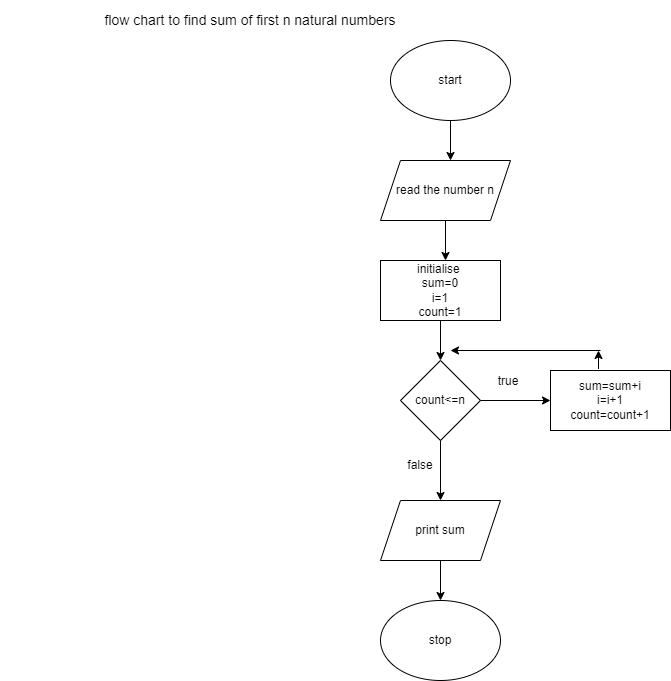 flow chart to find sum of first n natural numbers
start
read the number n
initialise
sum=0
i=1
count=1
true
count<=n
sum=sum+i
i=i+1
count=count+1
false
print sum
stop